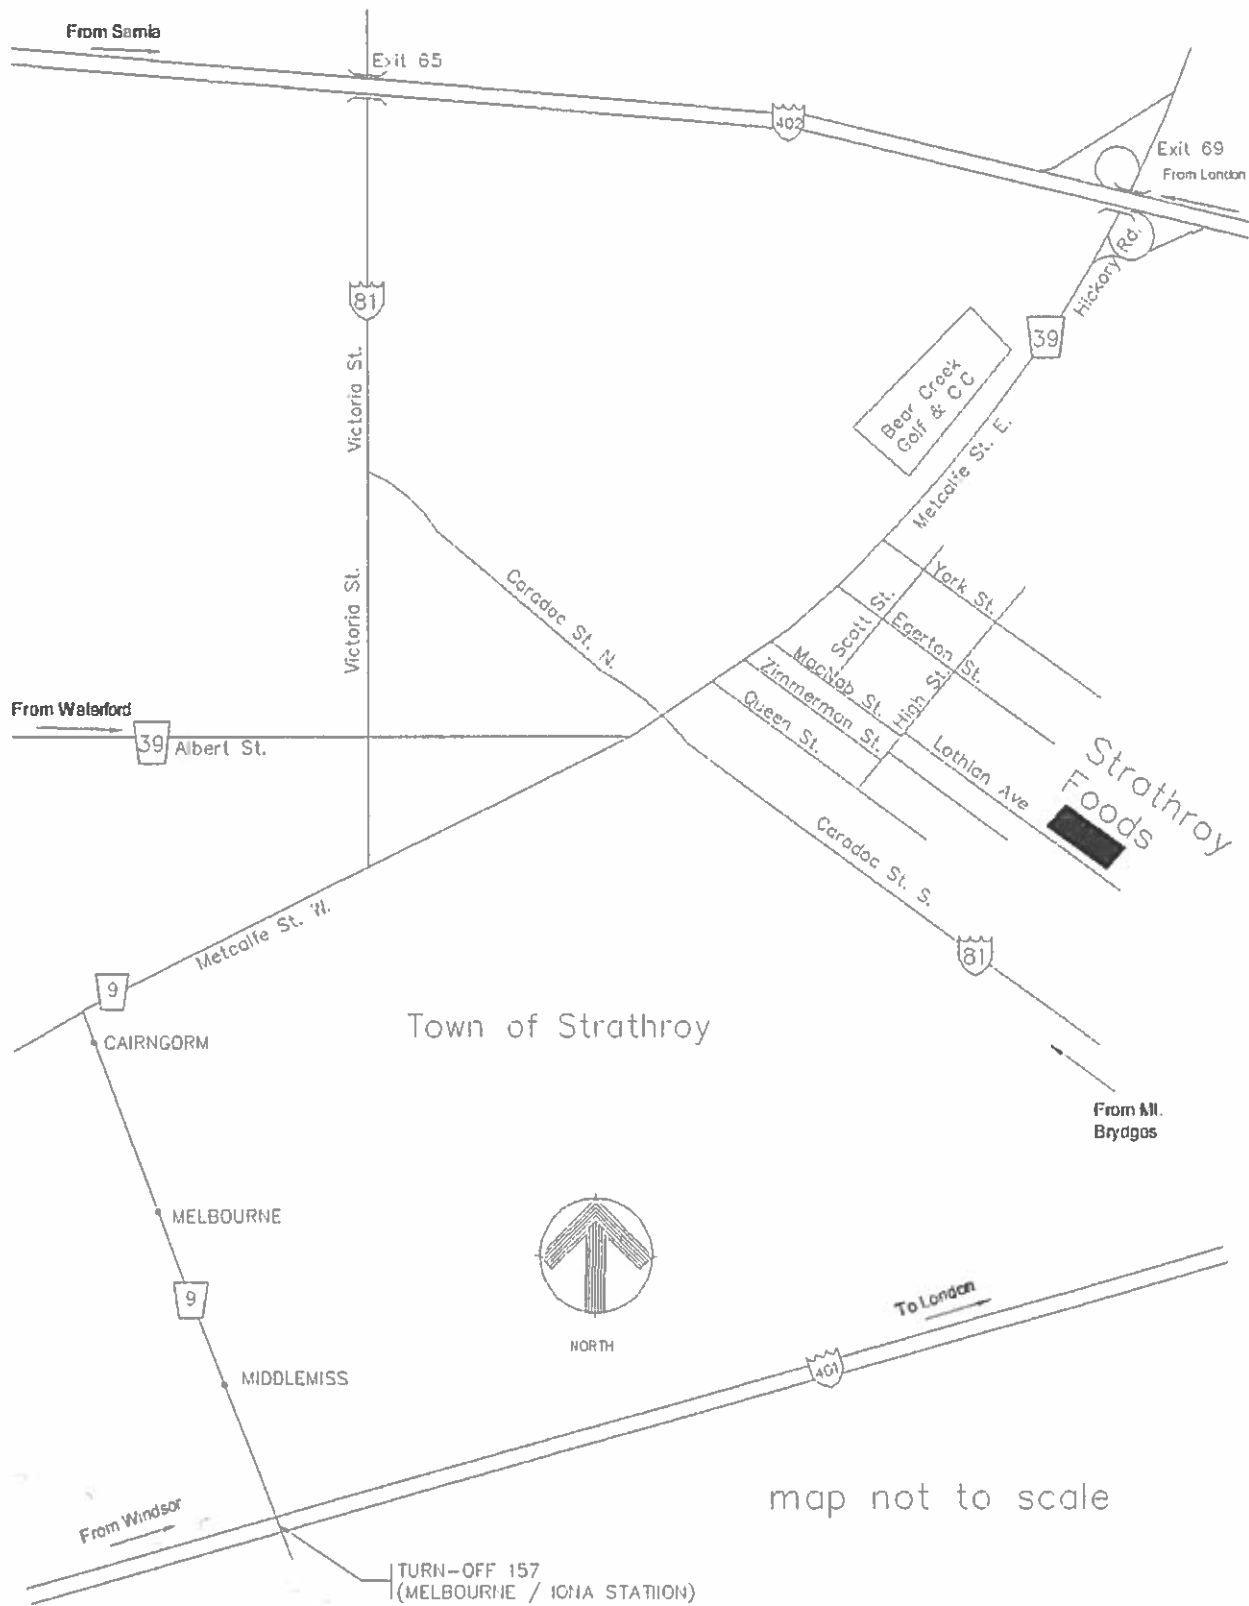 From Sarnia
Exit 65
402
Exit 69
From London
Hickory Rd.
81
39
Victoria St.
Bear Creek
Golf & C C
Metcalfe St. E.
Caradoc St. N.
Victoria St.
York St.
Scott St.
Egerton St.
MacNab St.
High St.
Zimmerman St.
Queen St.
From Waterford
39
Albert St.
Lothian Ave
Strathroy
Foods
Caradoc St. S.
Metcalfe St. W.
81
9
Town of Strathroy
CAIRNGORM
From Mt.
Brydges
MELBOURNE
9
To London
NORTH
401
MIDDLEMISS
map not to scale
From Windsor
TURN-OFF 157
(MELBOURNE / IONA STATIION)